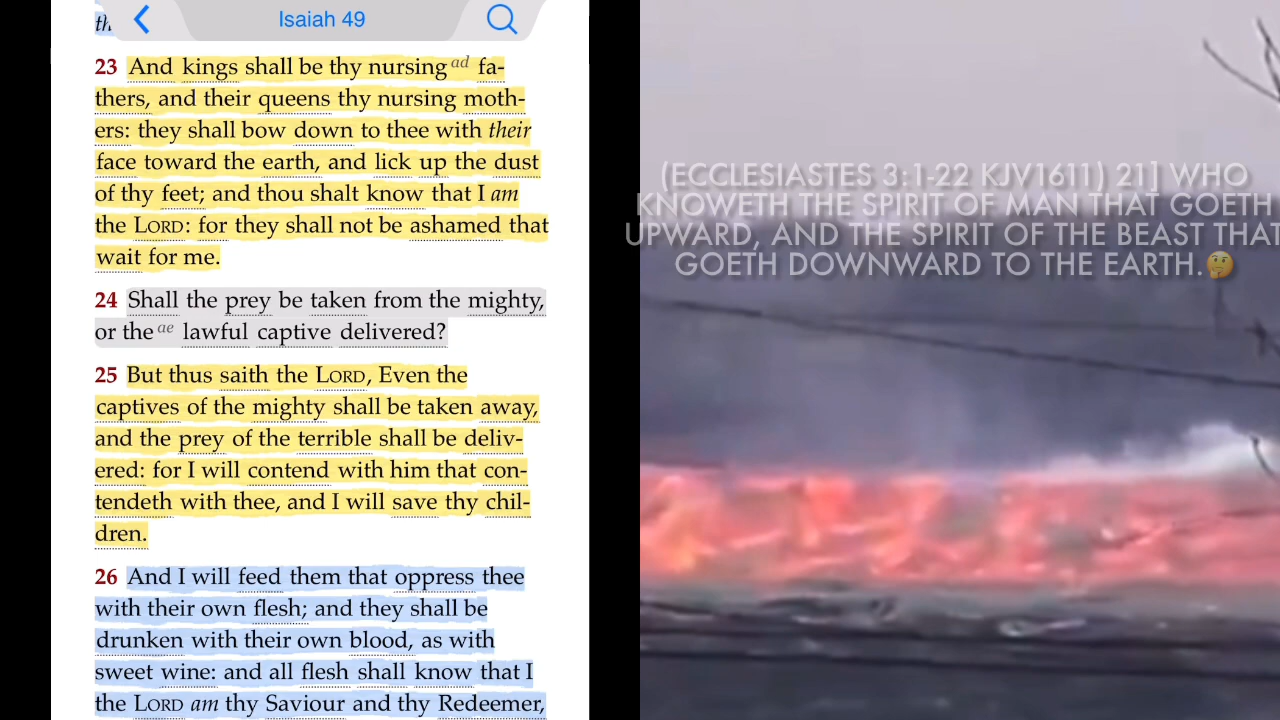 th
Isaiah 49
23 And kings shall be thy nursing ad fa-
thers, and their queens thy nursing moth-
ers: they shall bow down to thee with their
face toward the earth, and lick up the dust
of thy feet; and thou shalt know that I am
the LORD: for they shall not be ashamed that
wait for me.
24 Shall the prey be taken from the mighty,
or the ae lawful captive delivered?
25 But thus saith the LORD, Even the
captives of the mighty shall be taken away,
and the prey of the terrible shall be deliv-
ered: for I will contend with him that con-
tendeth with thee, and I will save thy chil-
dren.
26 And I will feed them that oppress thee
with their own flesh; and they shall be
drunken with their own blood, as with
sweet wine: and all flesh shall know that I
the LORD am thy Saviour and thy Redeemer,
(ECCLESIASTES 3:1-22 KJV1611) 21] WHO
KNOWETH THE SPIRIT OF MAN THAT GOETH
UPWARD, AND THE SPIRIT OF THE BEAST THAT
GOETH DOWNWARD TO THE EARTH.🤔